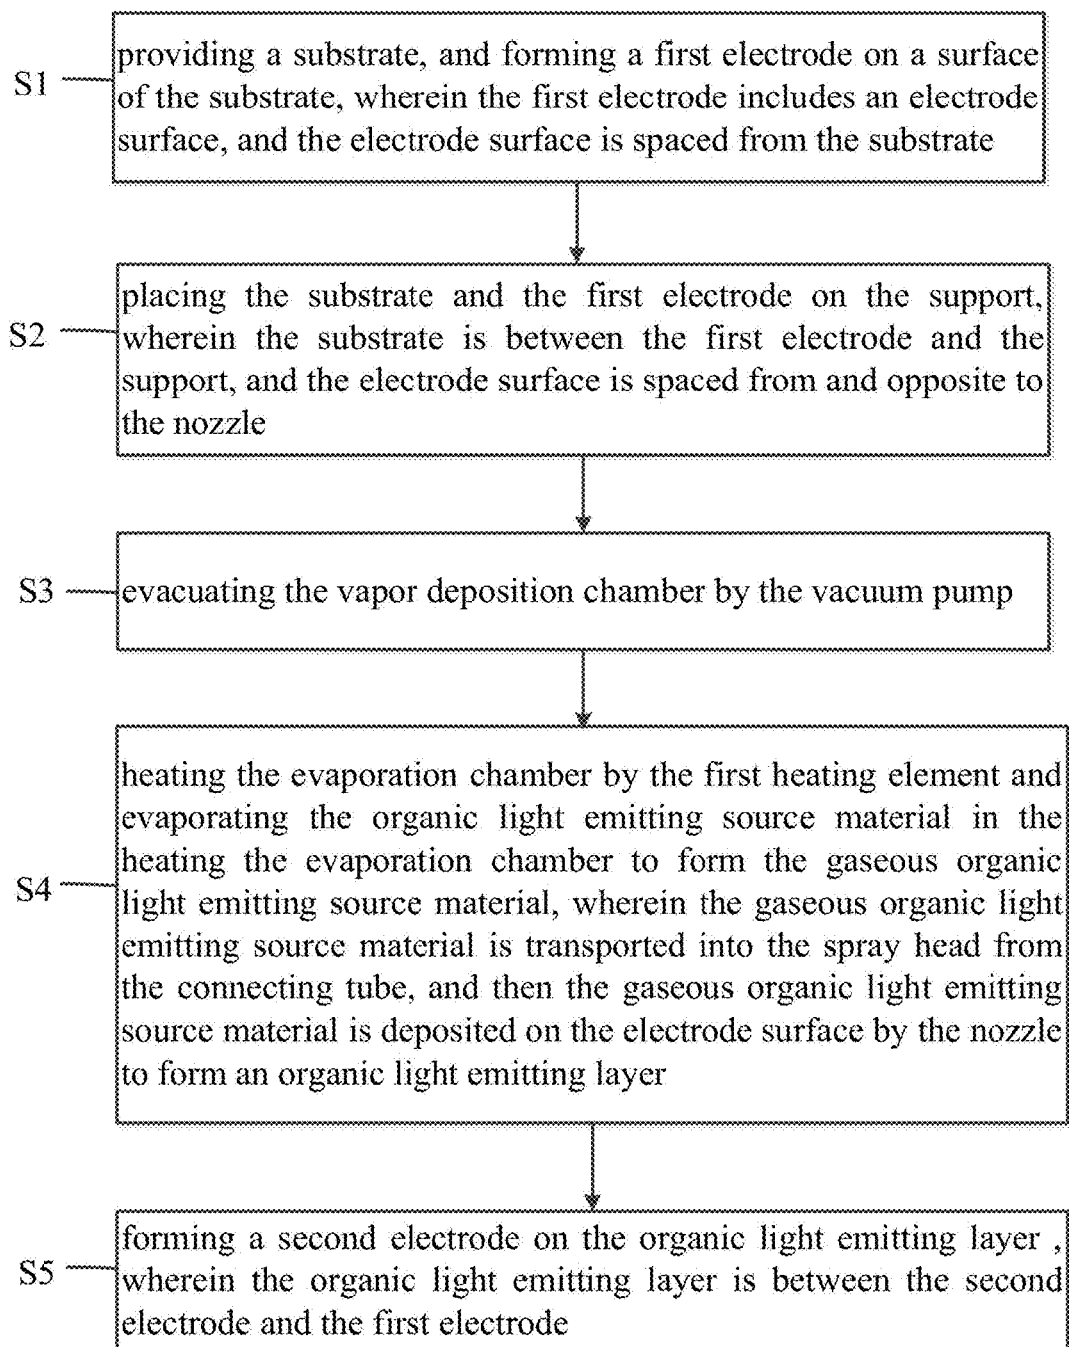 S1
providing a substrate, and forming a first electrode on a surface
of the substrate, wherein the first electrode includes an electrode
surface, and the electrode surface is spaced from the substrate
S2
placing the substrate and the first electrode on the support,
wherein the substrate is between the first electrode and the
support, and the electrode surface is spaced from and opposite to
the nozzle
S3
evacuating the vapor deposition chamber by the vacuum pump
S4
heating the evaporation chamber by the first heating element and
evaporating the organic light emitting source material in the
heating the evaporation chamber to form the gaseous organic
light emitting source material, wherein the gaseous organic light
emitting source material is transported into the spray head from
the connecting tube, and then the gaseous organic light emitting
source material is deposited on the electrode surface by the nozzle
to form an organic light emitting layer
S5
forming a second electrode on the organic light emitting layer ,
wherein the organic light emitting layer is between the second
electrode and the first electrode